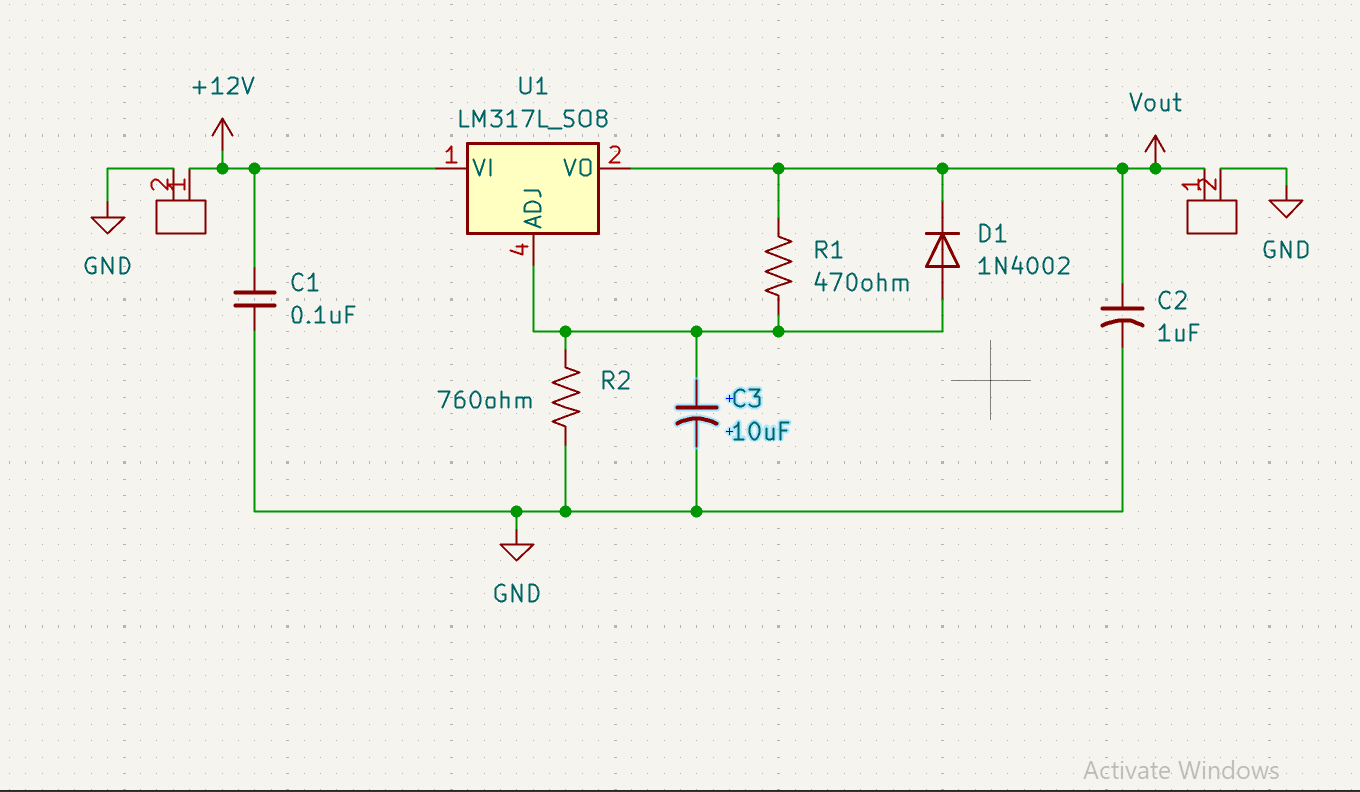 +12V
U1
LM317L_SO8
Vout
1
VI
VO
2
2
1
1
2
ADJ
4
GND
C1
0.1uF
R1
470ohm
D1
1N4002
GND
C2
1uF
R2
760ohm
C3
10uF
GND
Activate Windows